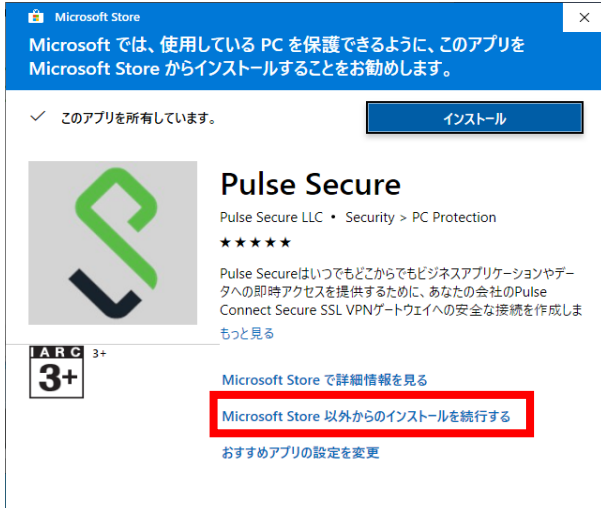 Microsoft Store
Microsoft では、使用している PC を保護できるように、このアプリを
Microsoft Store からインストールすることをお勧めします。
このアプリを所有しています。
インストール
Pulse Secure
Pulse Secure LLC • Security > PC Protection
★★★★★
Pulse Secureはいつでもどこからでもビジネスアプリケーションやデー
タへの即時アクセスを提供するために、あなたの会社のPulse
Connect Secure SSL VPNゲートウェイへの安全な接続を作成しま
もっと見る
IARC
3+
3+
Microsoft Store で詳細情報を見る
Microsoft Store 以外からのインストールを続行する
おすすめアプリの設定を変更